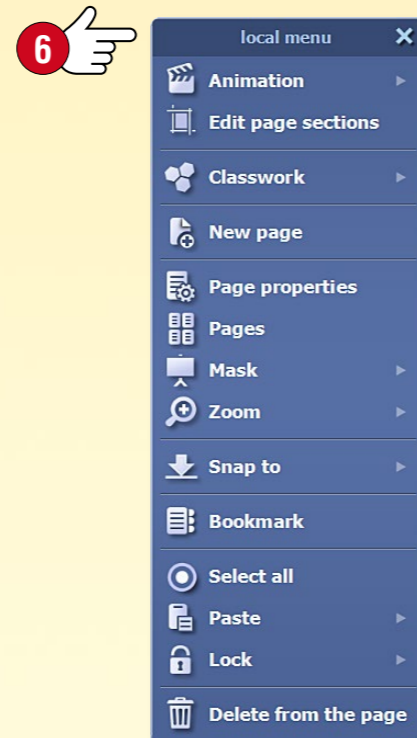 6
local menu
Animation
Edit page sections
Classwork
New page
Page properties
Pages
Mask
Zoom
Snap to
Bookmark
Select all
Paste
Lock
Delete from the page